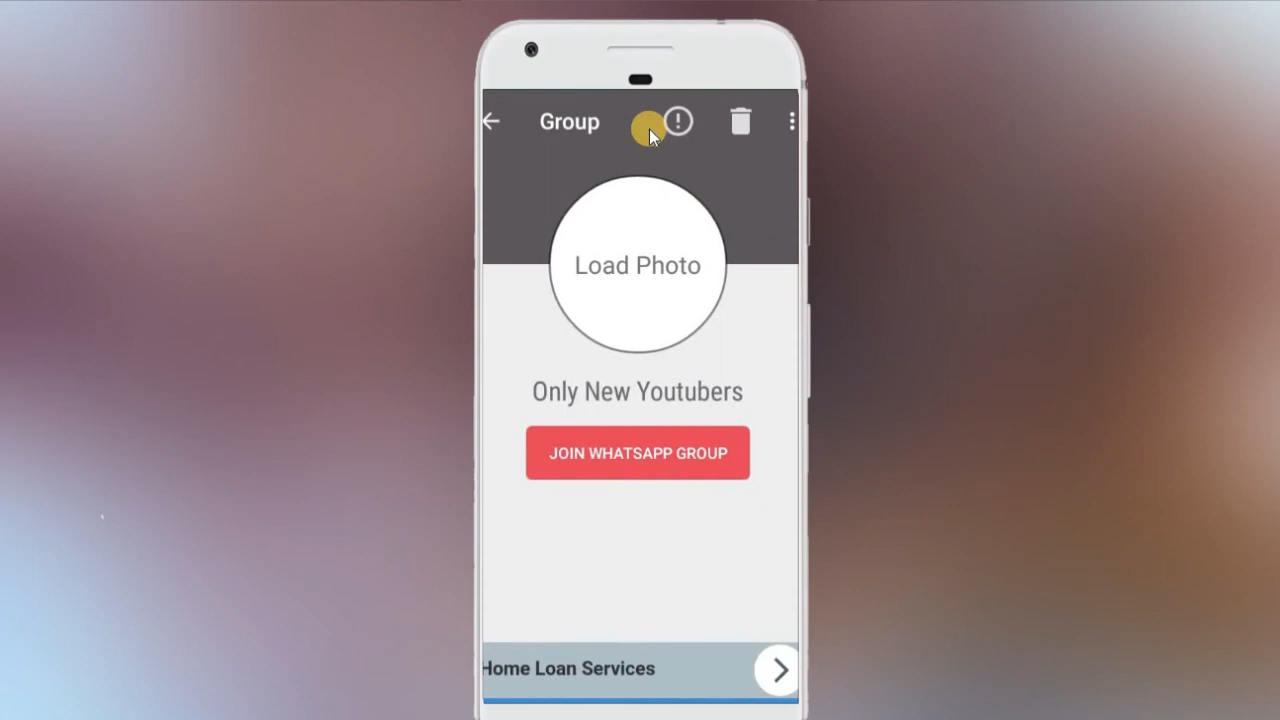 Group
Load Photo
Only New Youtubers
JOIN WHATSAPP GROUP
Home Loan Services